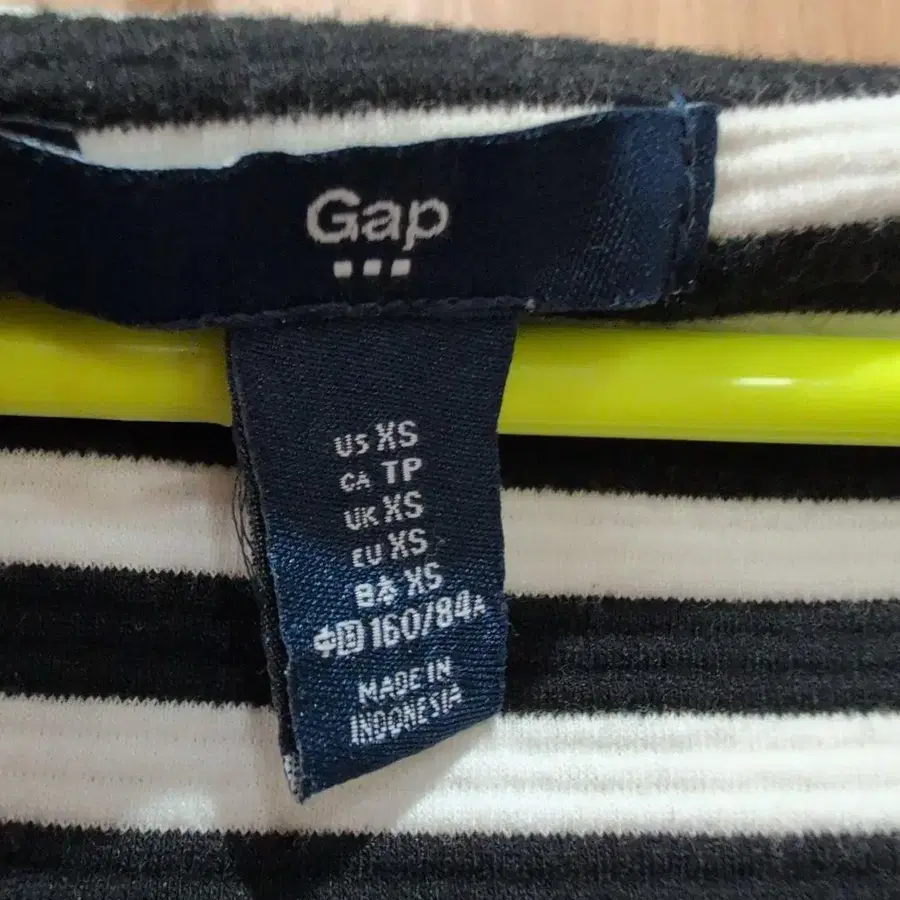 Gap
US XS
CA TP
UK XS
EU XS
日本 XS
中国 160/84A
MADE IN
INDONESIA